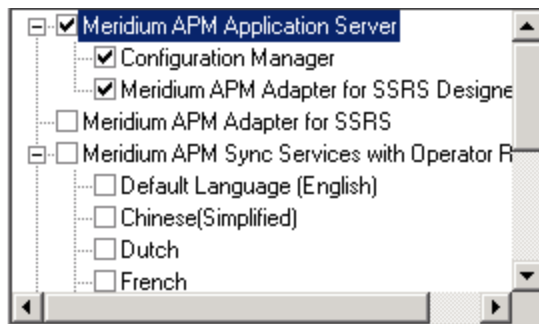 Meridium APM Application Server
Configuration Manager
Meridium APM Adapter for SSRS Designe
Meridium APM Adapter for SSRS
Meridium APM Sync Services with Operator R
Default Language (English)
Chinese(Simplified)
Dutch
French